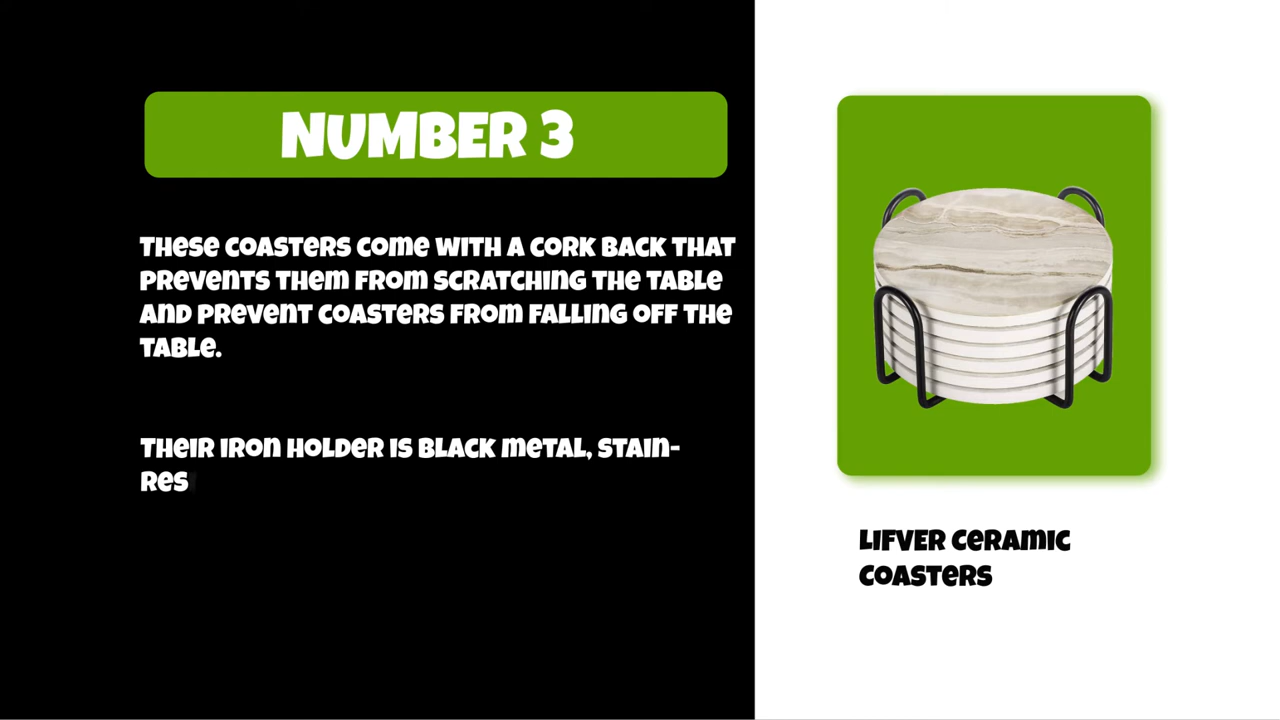 NUMBER 3
These coasters come with a cork back that
prevents them from scratching the table
and prevent coasters from falling off the
table.
Their iron holder is black metal, stain-
res
LIFVER Ceramic
Coasters